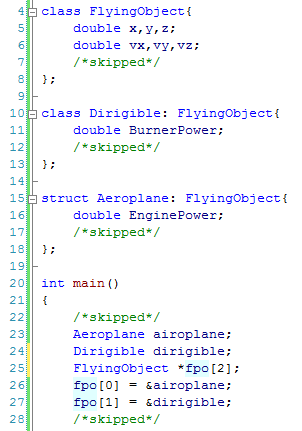 4 class FlyingObject{
5 double x,y,z;
6 double vx,vy,vz;
7 /*skipped*/
8 };
9
10 class Dirigible: FlyingObject{
11 double BurnerPower;
12 /*skipped*/
13 };
14
15 struct Aeroplane: FlyingObject{
16 double EnginePower;
17 /*skipped*/
18 };
19
20 int main()
21 {
22 /*skipped*/
23 Aeroplane airoplane;
24 Dirigible dirigible;
25 FlyingObject *fpo[2];
26 fpo[0] = &airoplane;
27 fpo[1] = &dirigible;
28 /*skipped*/